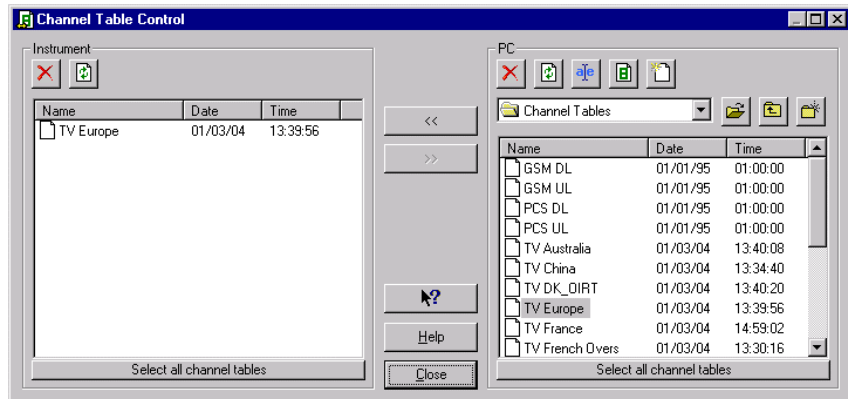 Channel Table Control
Instrument
Name Date Time
TV Europe 01/03/04 13:39:56
Select all channel tables
<<
>>
?
Help
Close
PC
a e
Channel Tables
Name Date Time
GSM DL 01/01/95 01:00:00
GSM UL 01/01/95 01:00:00
PCS DL 01/01/95 01:00:00
PCS UL 01/01/95 01:00:00
TV Australia 01/03/04 13:40:08
TV China 01/03/04 13:34:40
TV DK_OIRT 01/03/04 13:40:20
TV Europe 01/03/04 13:39:56
TV France 01/03/04 14:59:02
TV French Overs 01/03/04 13:30:16
Select all channel tables